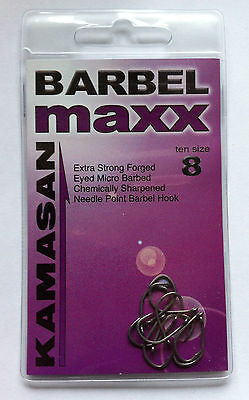 BARBEL
maxx
KAMASAN
ten size
8
Extra Strong Forged
Eyed Micro Barbed
Chemically Sharpened
Needle Point Barbel Hook